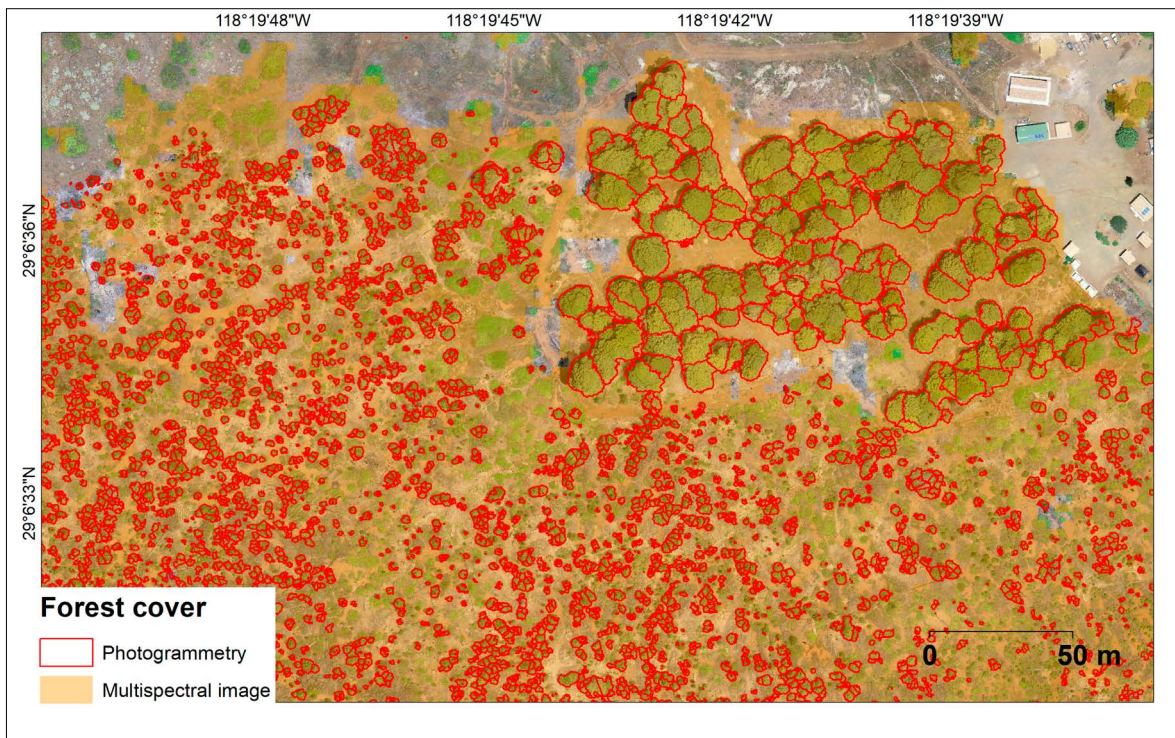 118°19'48"W 118°19'45"W 118°19'42"W 118°19'39"W
29°6'36"N
29°6'33"N
Forest cover
Photogrammetry
Multispectral image
0 50 m